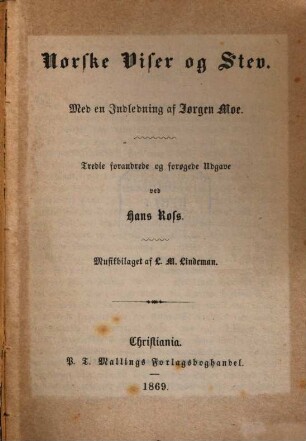 Norske Viser og Stev.
Med en Indledning af Jørgen Moe.
Tredie forandrede og forøgede Udgave
ved
Hans Ross.
Musikbilaget af L. M. Lindeman.
Christiania.
P. T. Mallings Forlagsboghandel.
1869.